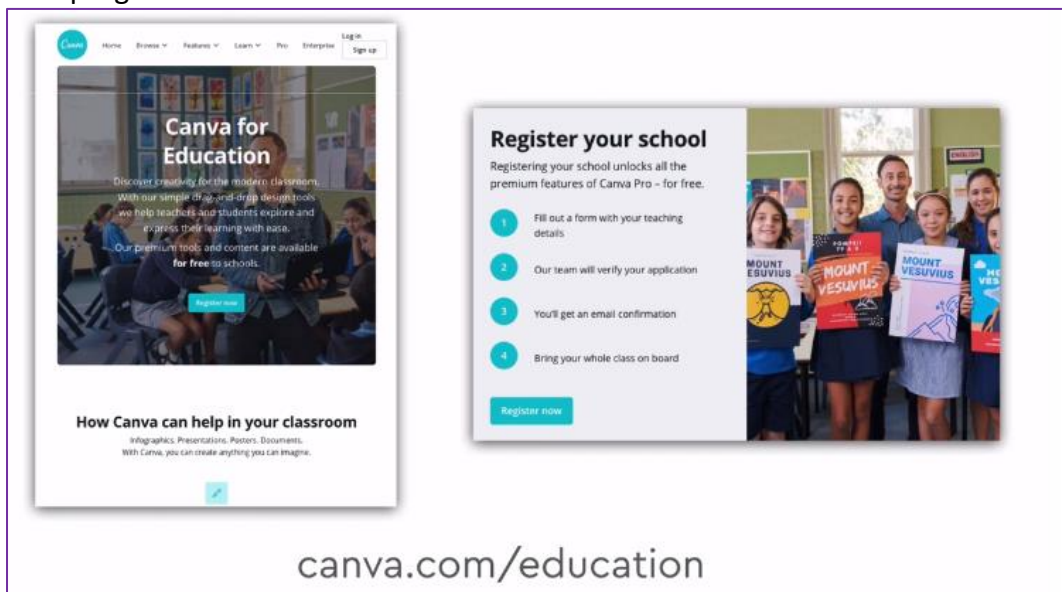 Canva
Home Browse Features Learn Pro Enterprise
Log in
Sign up
Canva for
Education
Discover creativity for the modern classroom.
With our simple drag-and-drop design tools
we help teachers and students explore and
express their learning with ease.
Our premium tools and content are available
for free to schools.
Register now
How Canva can help in your classroom
Infographics. Presentations. Posters. Documents.
With Canva, you can create anything you can imagine.
Register your school
Registering your school unlocks all the
premium features of Canva Pro – for free.
1 Fill out a form with your teaching
details
2 Our team will verify your application
3 You'll get an email confirmation
4 Bring your whole class on board
Register now
ENGLISH
MOUNT
VESUVIUS
POMPEII
79 A D
MOUNT
VESUVIUS
MOUNT
VESUVIUS
canva.com/education